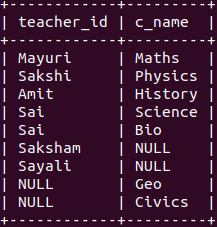 +------------+---------+
| teacher_id | c_name  |
+------------+---------+
| Mayuri     | Maths   |
| Sakshi     | Physics |
| Amit       | History |
| Sai        | Science |
| Sai        | Bio     |
| Saksham    | NULL    |
| Sayali     | NULL    |
| NULL       | Geo     |
| NULL       | Civics  |
+------------+---------+